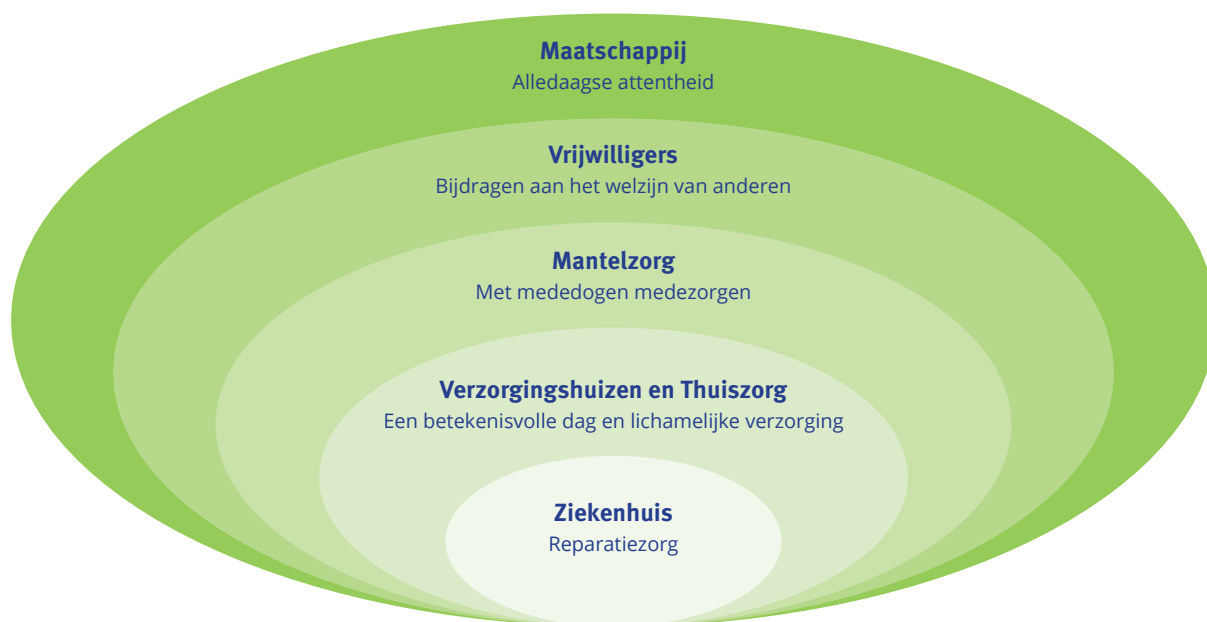 Maatschappij
Alledaagse attentheid
Vrijwilligers
Bijdragen aan het welzijn van anderen
Mantelzorg
Met mededogen medezorgen
Verzorgingshuizen en Thuiszorg
Een betekenisvolle dag en lichamelijke verzorging
Ziekenhuis
Reparatiezorg